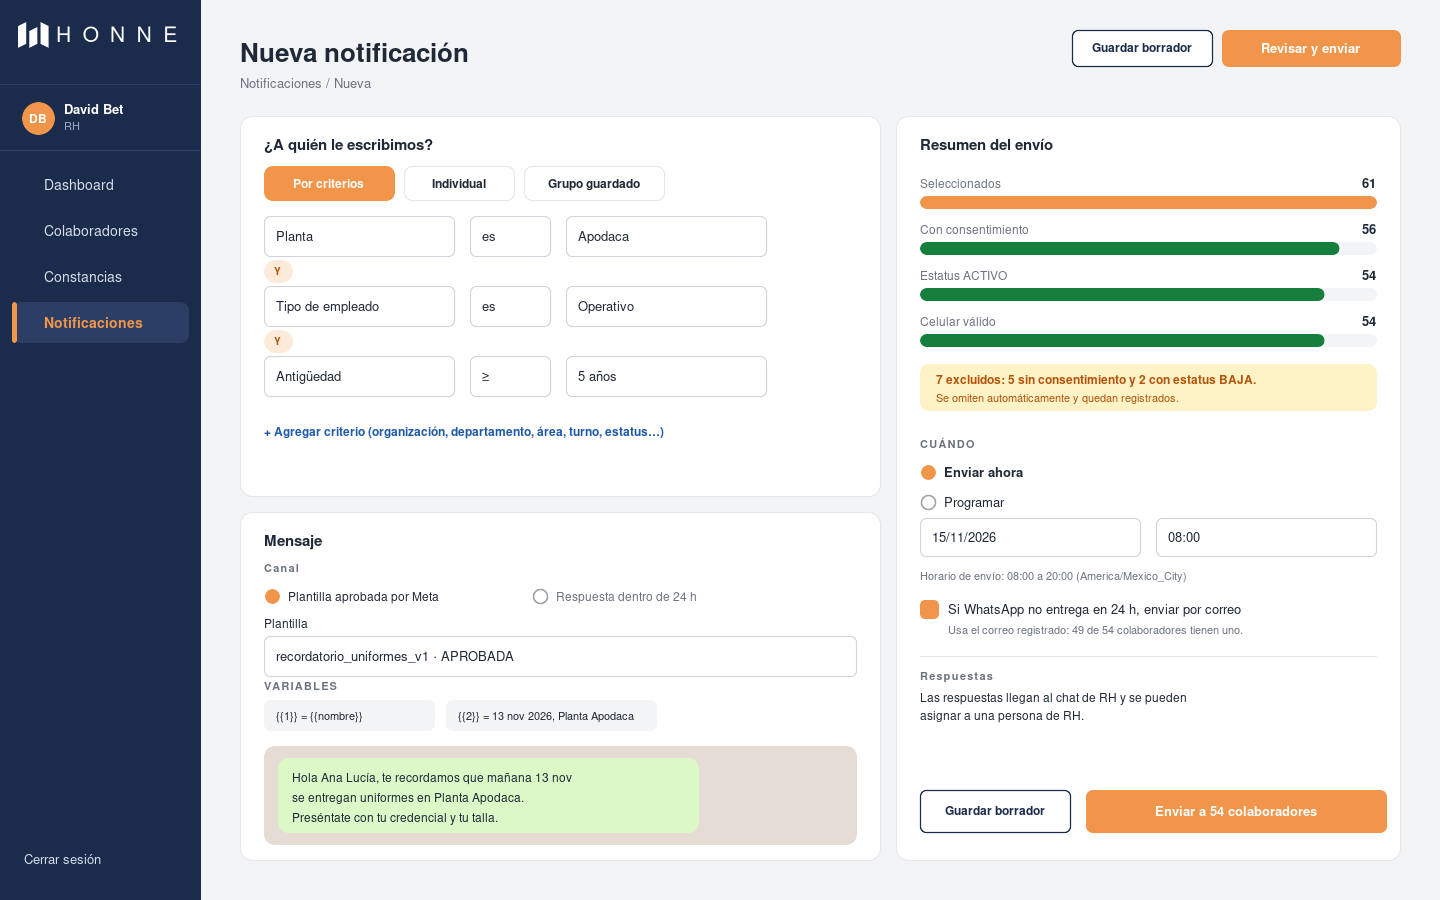 HONNE
DB
David Bet
RH
Dashboard
Colaboradores
Constancias
Notificaciones
Cerrar sesión
Nueva notificación
Notificaciones / Nueva
Guardar borrador
Revisar y enviar
¿A quién le escribimos?
Por criterios
Individual
Grupo guardado
Planta
es
Apodaca
Y
Tipo de empleado
es
Operativo
Y
Antigüedad
≥
5 años
+ Agregar criterio (organización, departamento, área, turno, estatus…)
Mensaje
Canal
Plantilla aprobada por Meta
Respuesta dentro de 24 h
Plantilla
recordatorio_uniformes_v1 · APROBADA
VARIABLES
{{1}} = {{nombre}}
{{2}} = 13 nov 2026, Planta Apodaca
Hola Ana Lucía, te recordamos que mañana 13 nov
se entregan uniformes en Planta Apodaca.
Preséntate con tu credencial y tu talla.
Resumen del envío
Seleccionados 61
Con consentimiento 56
Estatus ACTIVO 54
Celular válido 54
7 excluidos: 5 sin consentimiento y 2 con estatus BAJA.
Se omiten automáticamente y quedan registrados.
CUÁNDO
Enviar ahora
Programar
15/11/2026
08:00
Horario de envío: 08:00 a 20:00 (America/Mexico_City)
Si WhatsApp no entrega en 24 h, enviar por correo
Usa el correo registrado: 49 de 54 colaboradores tienen uno.
Respuestas
Las respuestas llegan al chat de RH y se pueden
asignar a una persona de RH.
Guardar borrador
Enviar a 54 colaboradores